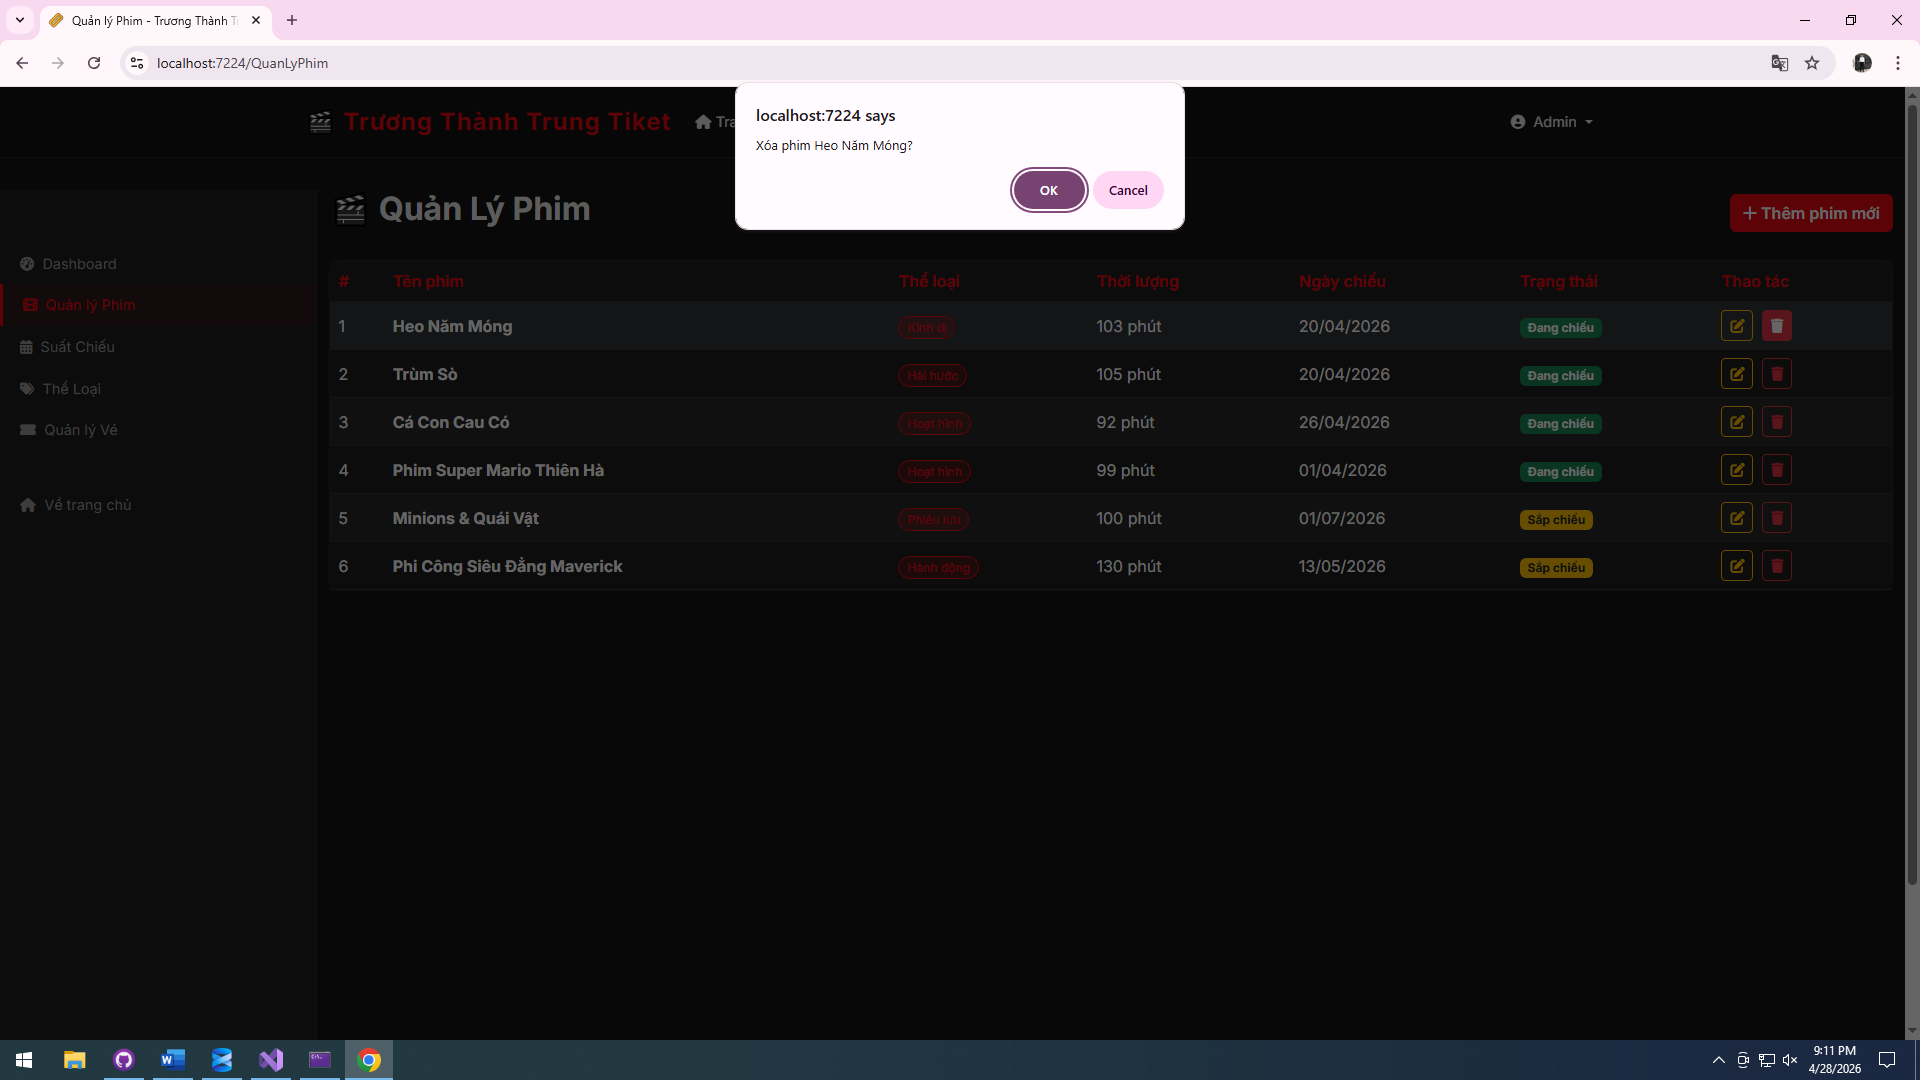 Quản lý Phim - Trương Thành T
localhost:7224/QuanLyPhim
localhost:7224 says
Xóa phim Heo Năm Móng?
OK
Cancel
Trương Thành Trung Tiket
Tra
Admin
Quản Lý Phim
+ Thêm phim mới
Dashboard
Quản lý Phim
Suất Chiếu
Thể Loại
Quản lý Vé
Về trang chủ
# Tên phim Thể loại Thời lượng Ngày chiếu Trạng thái Thao tác
1 Heo Năm Móng Kinh dị 103 phút 20/04/2026 Đang chiếu
2 Trùm Sò Hài hước 105 phút 20/04/2026 Đang chiếu
3 Cá Con Cau Có Hoạt hình 92 phút 26/04/2026 Đang chiếu
4 Phim Super Mario Thiên Hà Hoạt hình 99 phút 01/04/2026 Đang chiếu
5 Minions & Quái Vật Phiêu lưu 100 phút 01/07/2026 Sắp chiếu
6 Phi Công Siêu Đẳng Maverick Hành động 130 phút 13/05/2026 Sắp chiếu
9:11 PM
4/28/2026